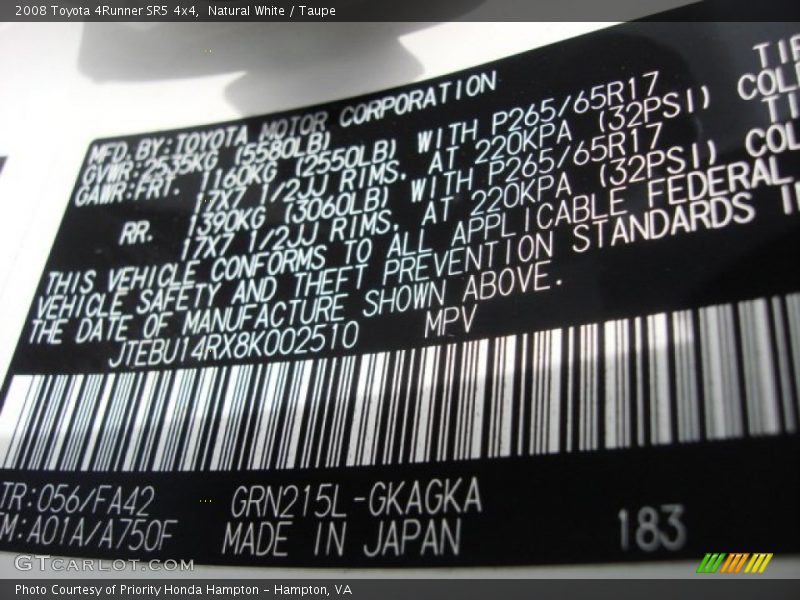 2008 Toyota 4Runner SR5 4x4, Natural White / Taupe
MFD. BY: TOYOTA MOTOR CORPORATION
GVWR: 2535KG (5580LB)
GAWR: FRT. 1160KG (2550LB) WITH P265/65R17
17X7 1/2JJ RIMS, AT 220KPA (32PSI) COL
RR. 1390KG (3060LB) WITH P265/65R17
17X7 1/2JJ RIMS, AT 220KPA (32PSI) COL
THIS VEHICLE CONFORMS TO ALL APPLICABLE FEDERAL
VEHICLE SAFETY AND THEFT PREVENTION STANDARDS I
THE DATE OF MANUFACTURE SHOWN ABOVE.
JTEBU14RX8K002510 MPV
TR: 056/FA42 GRN215L-GKAGKA
M: A01A/A750F MADE IN JAPAN 183
GTcarlot.com
Photo Courtesy of Priority Honda Hampton - Hampton, VA